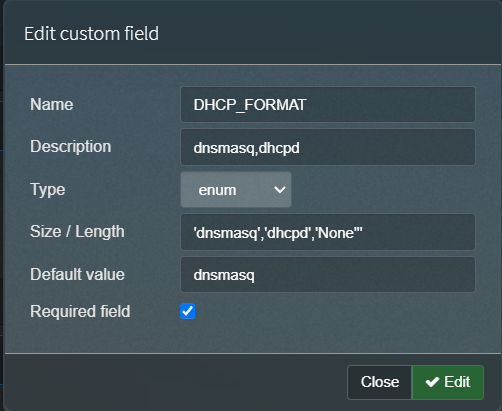 Edit custom field
Name DHCP_FORMAT
Description dnsmasq,dhcpd
Type enum
Size / Length 'dnsmasq','dhcpd','None"'
Default value dnsmasq
Required field
Close Edit